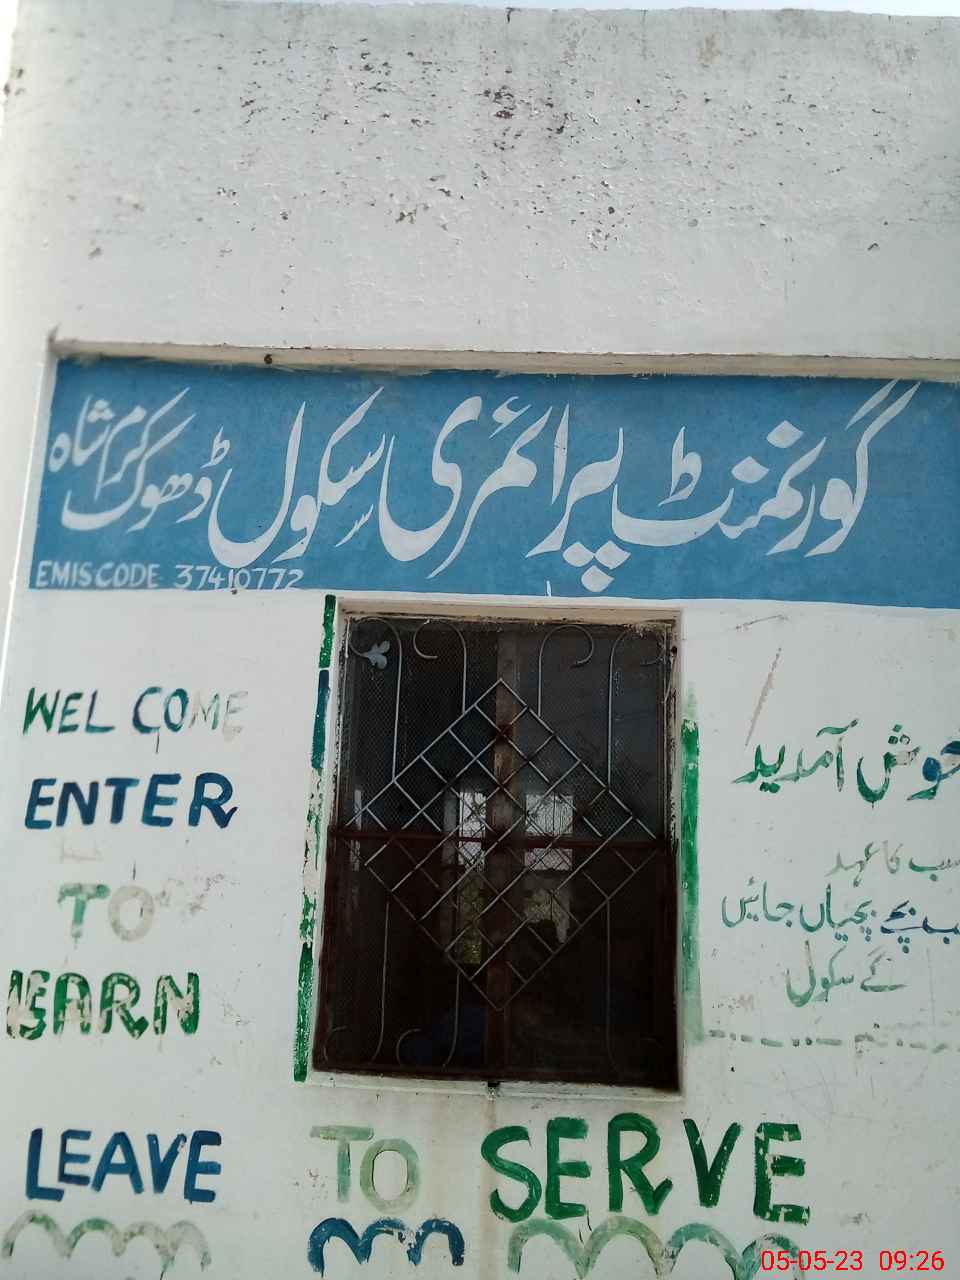 گورنمنٹ پرائمری سکول ڈھوک کرم شاہ
EMIS CODE 37410772
WEL COME
ENTER
TO
LEARN
خوش آمدید
سب کا عہد
سب بچے بچیاں جائیں
گے سکول
LEAVE TO SERVE
05-05-23 09:26